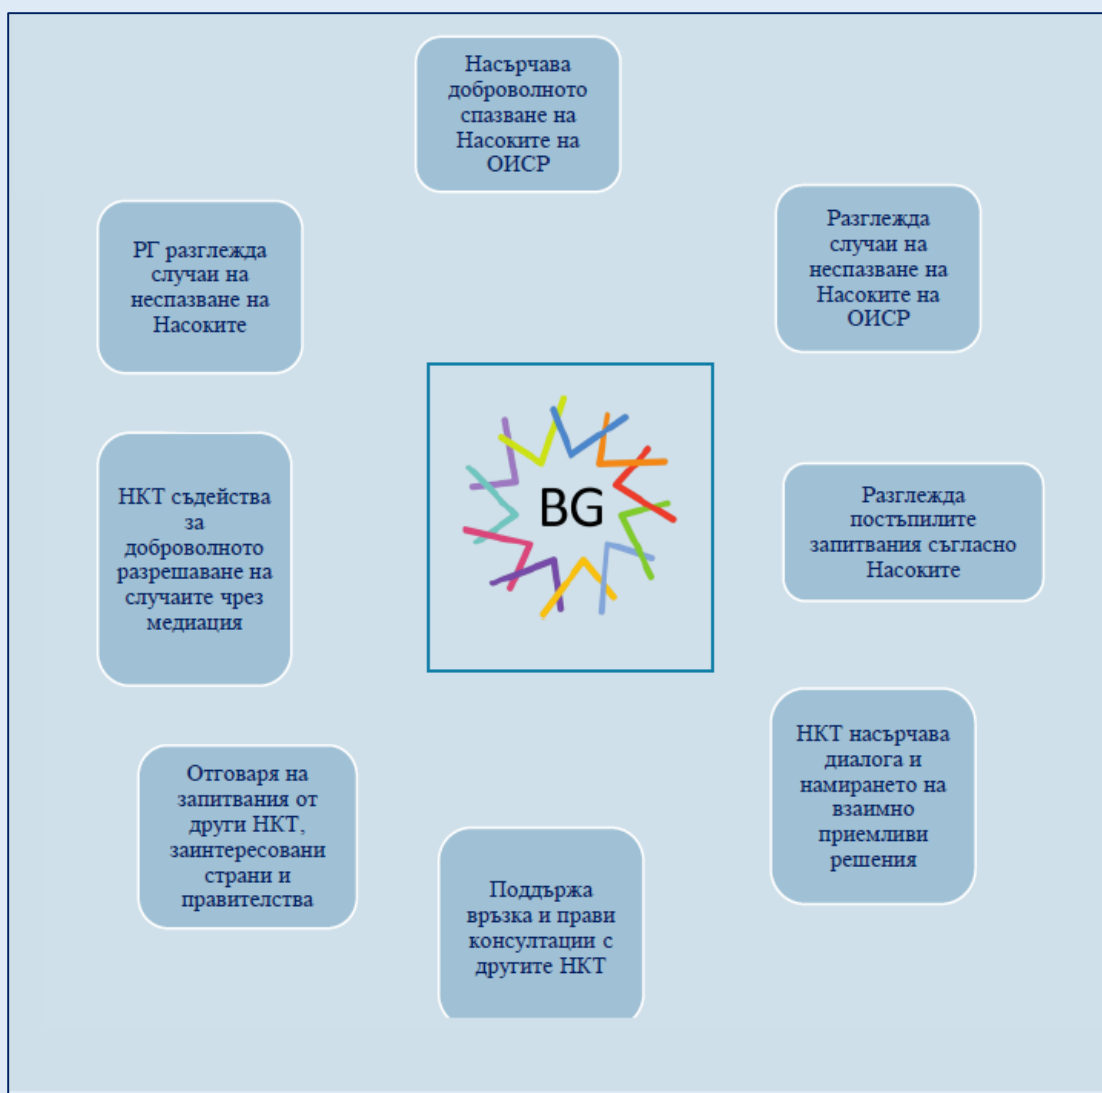 Насърчава
доброволното
спазване на
Насоките на
ОИСР
Разглежда
случаи на
неспазване на
Насоките на
ОИСР
РГ разглежда
случаи на
неспазване на
Насоките
BG
НКТ съдейства
за
доброволното
разрешаване на
случаите чрез
медиация
Разглежда
постъпилите
запитвания съгласно
Насоките
НКТ насърчава
диалога и
намирането на
взаимно
приемливи
решения
Отговаря на
запитвания от
други НКТ,
заинтересовани
страни и
правителства
Поддържа
връзка и прави
консултации с
другите НКТ